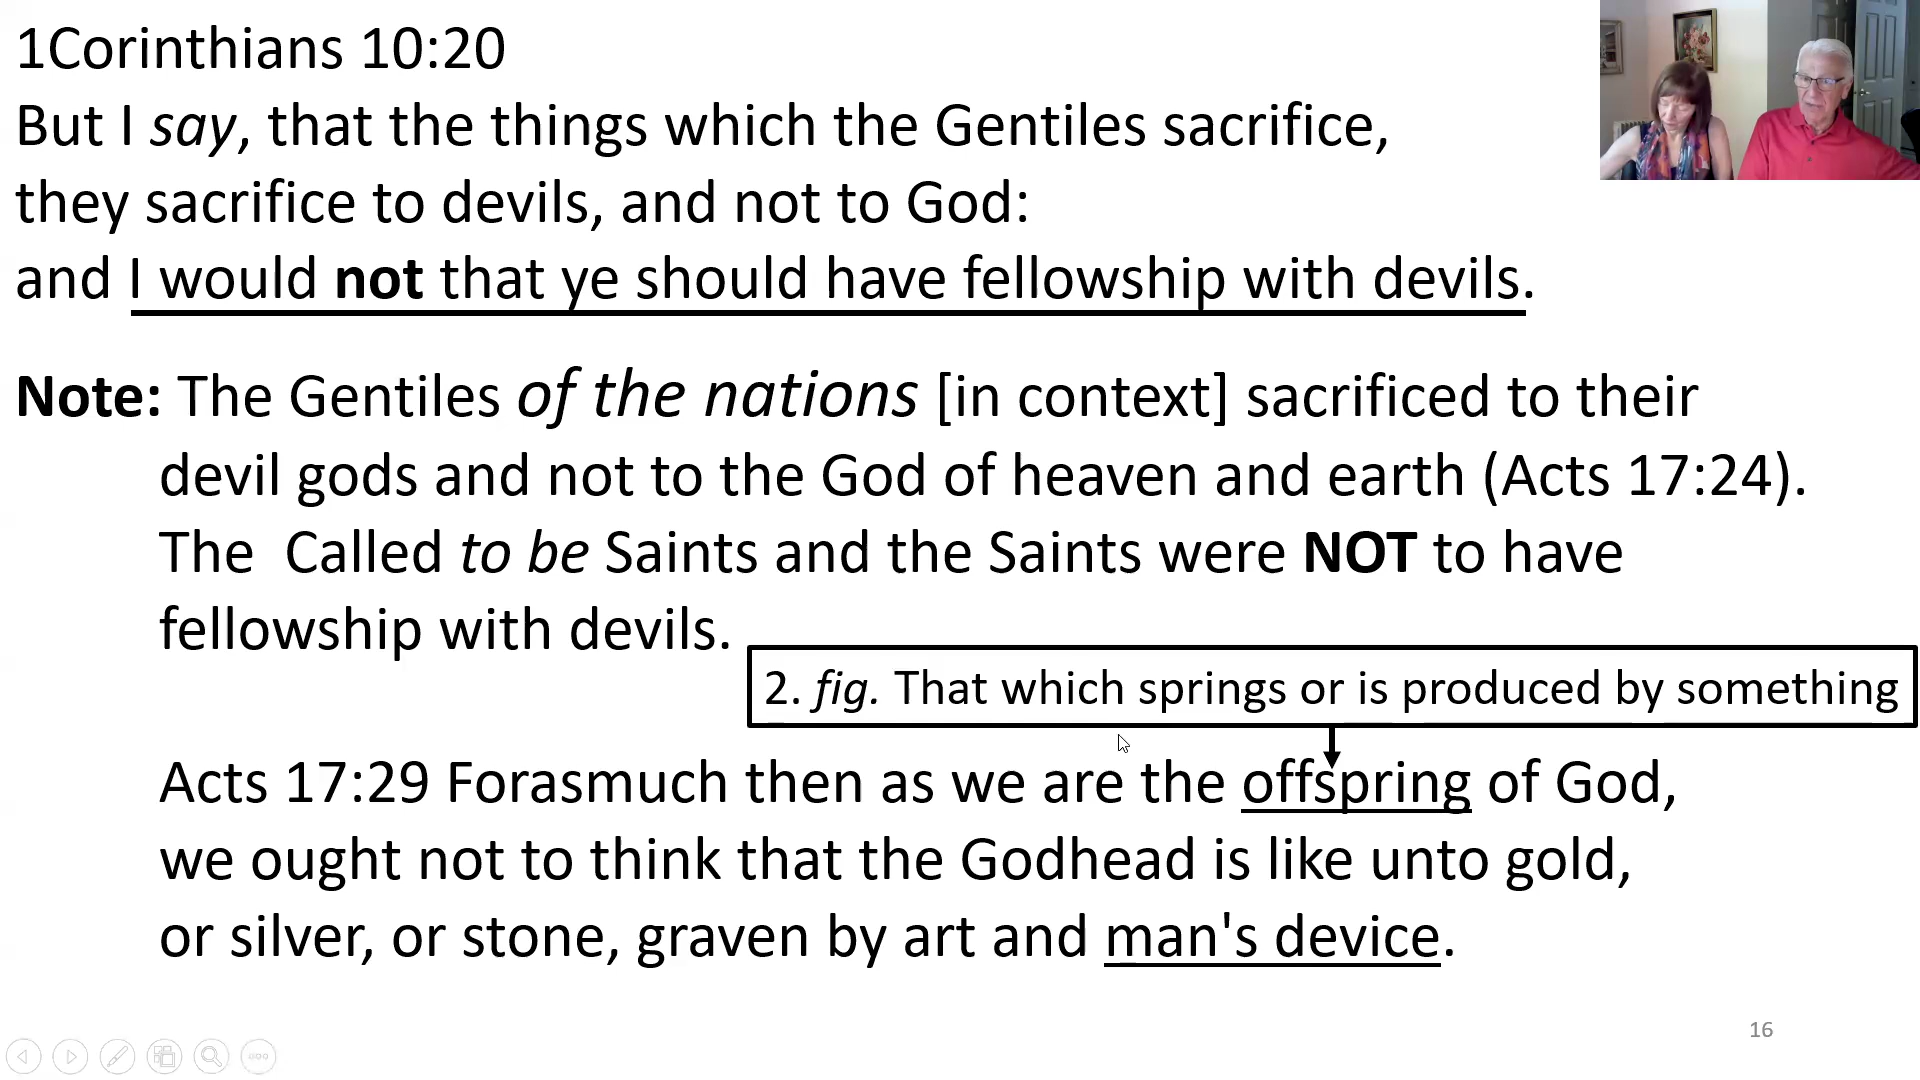 1Corinthians 10:20
But I say, that the things which the Gentiles sacrifice,
they sacrifice to devils, and not to God:
and I would not that ye should have fellowship with devils.
Note: The Gentiles of the nations [in context] sacrificed to their
devil gods and not to the God of heaven and earth (Acts 17:24).
The  Called to be Saints and the Saints were NOT to have
fellowship with devils.
2. fig. That which springs or is produced by something
Acts 17:29 Forasmuch then as we are the offspring of God,
we ought not to think that the Godhead is like unto gold,
or silver, or stone, graven by art and man's device.
16